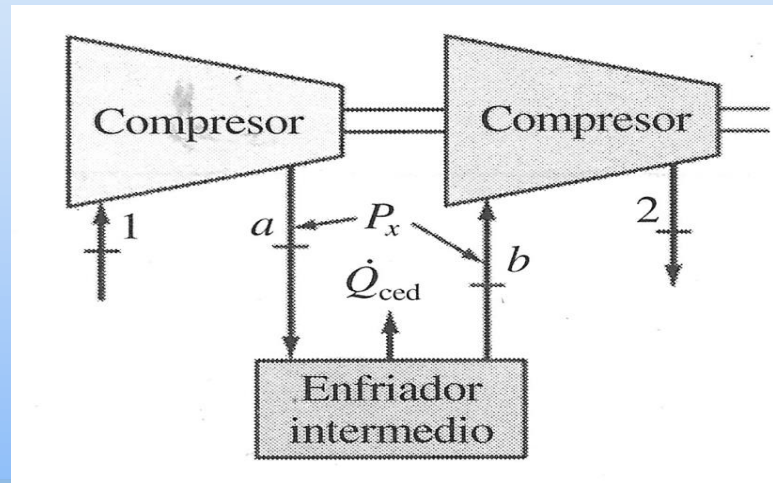 Compresor
Compresor
1
a
P_x
b
2
Q̇_ced
Enfriador
intermedio